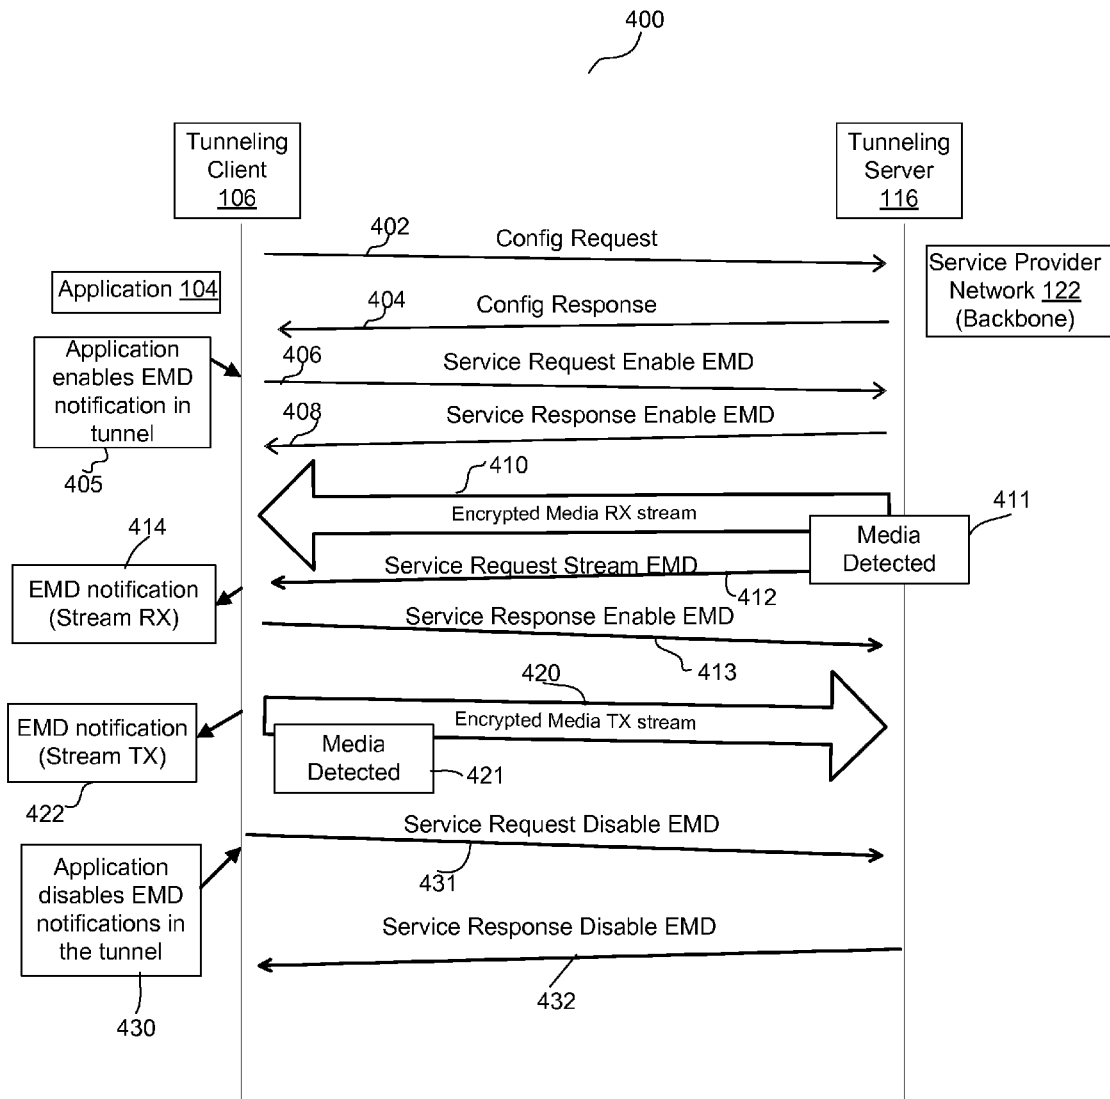 400
Tunneling
Client
106
Tunneling
Server
116
402
Config Request
Service Provider
Network 122
(Backbone)
Application 104
404
Config Response
Application
enables EMD
notification in
tunnel
405
406
Service Request Enable EMD
408
Service Response Enable EMD
410
Encrypted Media RX stream
411
Media
Detected
414
EMD notification
(Stream RX)
Service Request Stream EMD
412
Service Response Enable EMD
413
420
Encrypted Media TX stream
EMD notification
(Stream TX)
422
Media
Detected
421
Service Request Disable EMD
431
Application
disables EMD
notifications in
the tunnel
430
Service Response Disable EMD
432